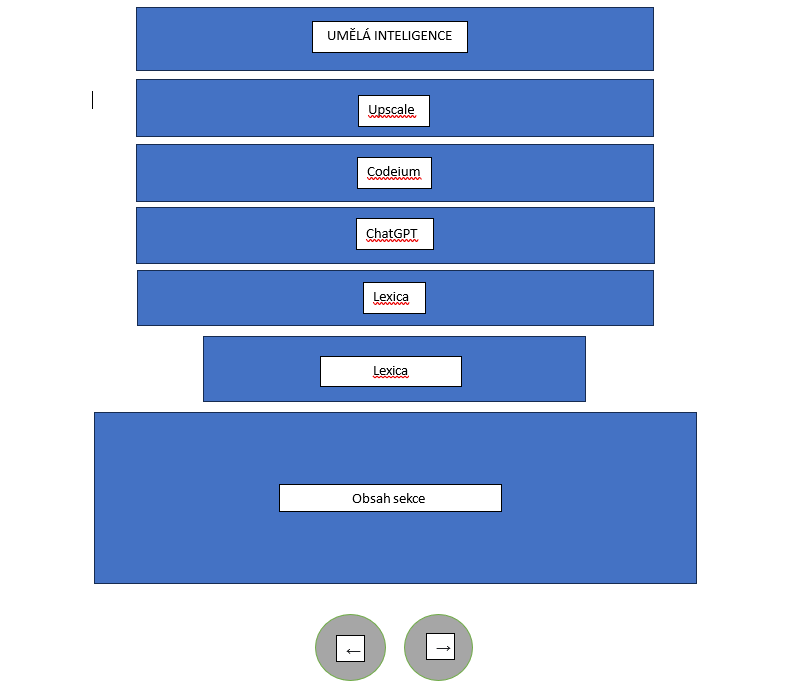 UMĚLÁ INTELIGENCE
Upscale
Codeium
ChatGPT
Lexica
Lexica
Obsah sekce
← →